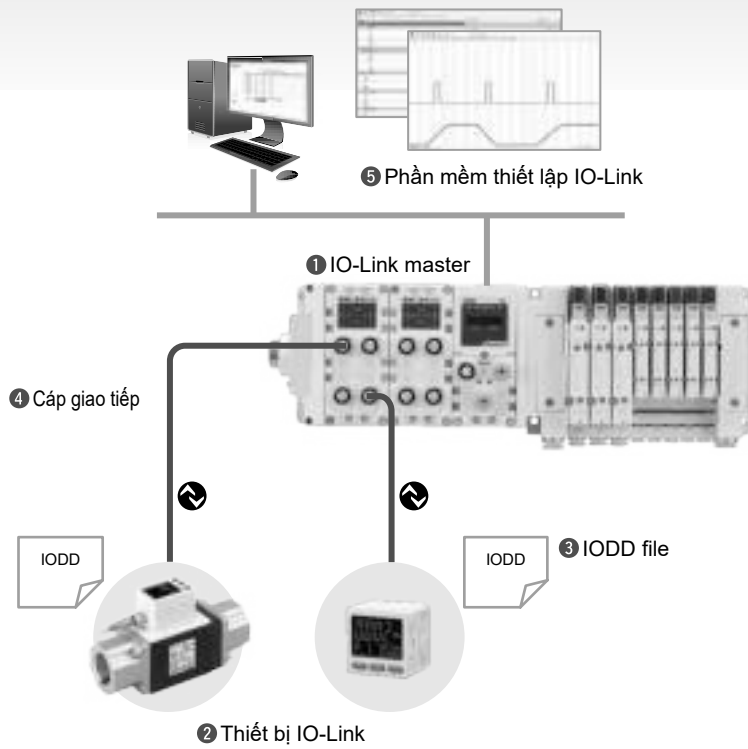 ❺ Phần mềm thiết lập IO-Link
❶ IO-Link master
❹ Cáp giao tiếp
IODD
IODD
❸ IODD file
❷ Thiết bị IO-Link